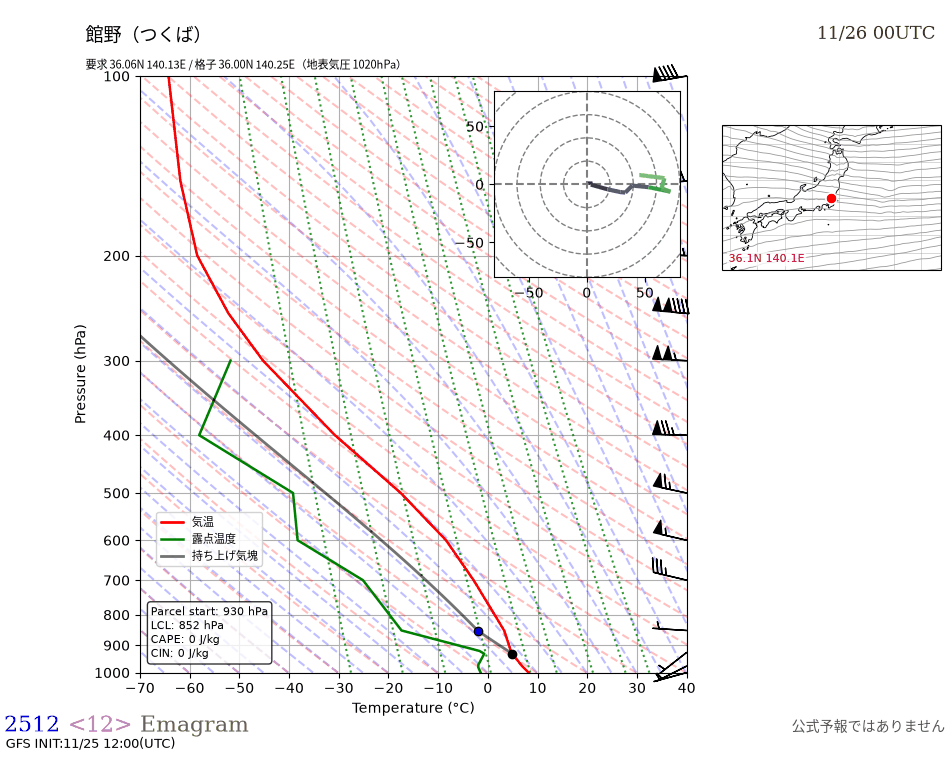 館野（つくば）
11/26 00UTC
要求 36.06N 140.13E / 格子 36.00N 140.25E（地表気圧 1020hPa）
100
200
300
400
500
600
700
800
900
1000
Pressure (hPa)
−70 −60 −50 −40 −30 −20 −10 0 10 20 30 40
Temperature (°C)
50
0
−50
−50 0 50
気温
露点温度
持ち上げ気塊
Parcel start: 930 hPa
LCL: 852 hPa
CAPE: 0 J/kg
CIN: 0 J/kg
36.1N 140.1E
2512 <12> Emagram
GFS INIT:11/25 12:00(UTC)
公式予報ではありません